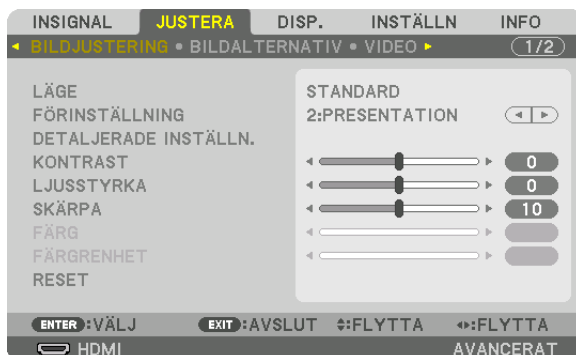 INSIGNAL JUSTERA DISP. INSTÄLLN INFO
BILDJUSTERING • BILDALTERNATIV • VIDEO 1/2
LÄGE STANDARD
FÖRINSTÄLLNING 2:PRESENTATION
DETALJERADE INSTÄLLN.
KONTRAST 0
LJUSSTYRKA 0
SKÄRPA 10
FÄRG
FÄRGRENHET
RESET
ENTER:VÄLJ EXIT:AVSLUT :FLYTTA :FLYTTA
HDMI AVANCERAT